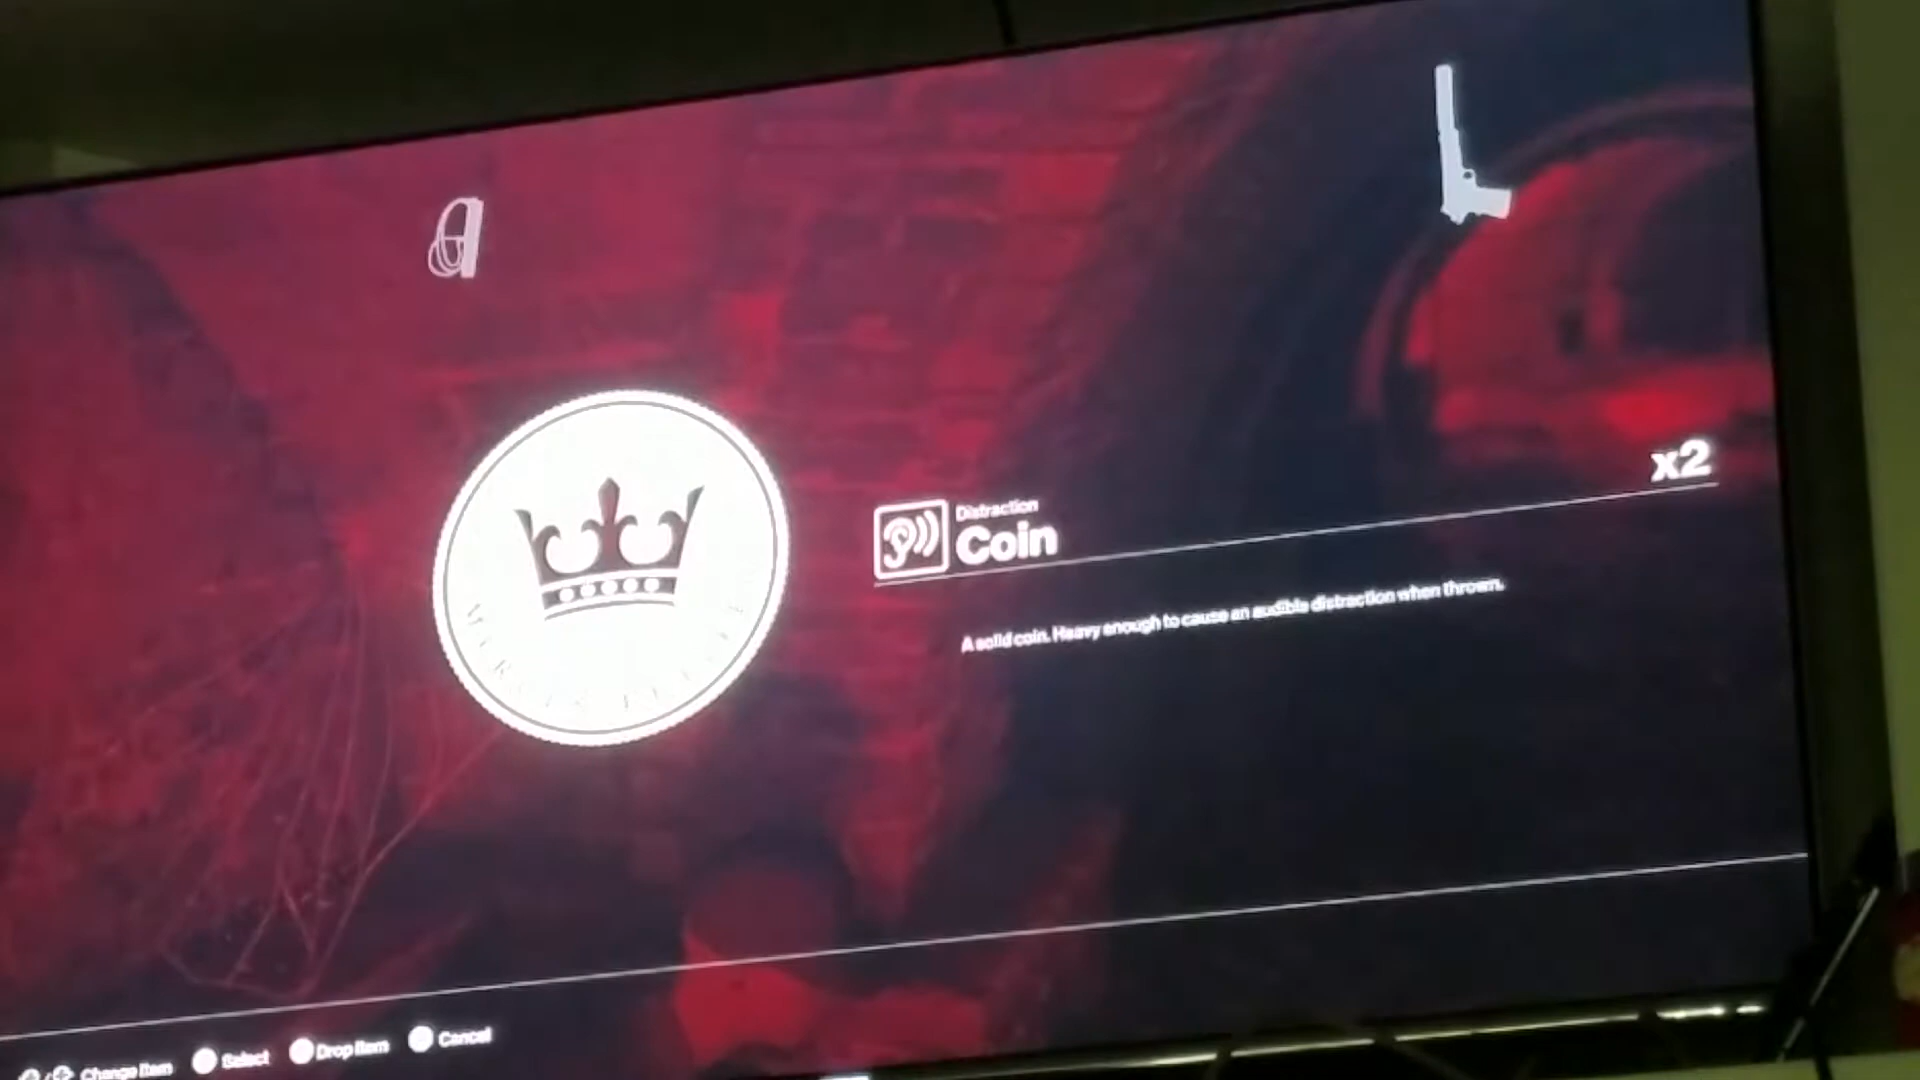 x2
Distraction
Coin
A solid coin. Heavy enough to cause an audible distraction when thrown.
Change Item Select Drop Item Cancel